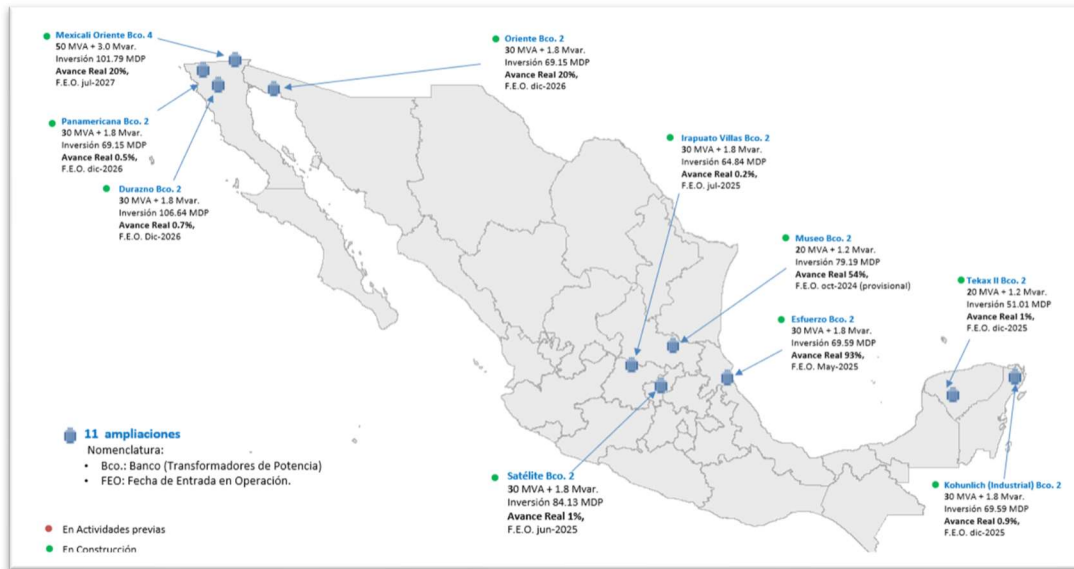 Mexicali Oriente Bco. 4
50 MVA + 3.0 Mvar.
Inversión 101.79 MDP
Avance Real 20%,
F.E.O. jul-2027
Oriente Bco. 2
30 MVA + 1.8 Mvar.
Inversión 69.15 MDP
Avance Real 20%,
F.E.O. dic-2026
Panamericana Bco. 2
30 MVA + 1.8 Mvar.
Inversión 69.15 MDP
Avance Real 0.5%,
F.E.O. dic-2026
Durazno Bco. 2
30 MVA + 1.8 Mvar.
Inversión 106.64 MDP
Avance Real 0.7%,
F.E.O. Dic-2026
Irapuato Villas Bco. 2
30 MVA + 1.8 Mvar.
Inversión 64.84 MDP
Avance Real 0.2%,
F.E.O. jul-2025
Museo Bco. 2
20 MVA + 1.2 Mvar.
Inversión 79.19 MDP
Avance Real 54%,
F.E.O. oct-2024 (provisional)
Tekax II Bco. 2
20 MVA + 1.2 Mvar.
Inversión 51.01 MDP
Avance Real 1%,
F.E.O. dic-2025
Esfuerzo Bco. 2
30 MVA + 1.8 Mvar.
Inversión 69.59 MDP
Avance Real 93%,
F.E.O. May-2025
Satélite Bco. 2
30 MVA + 1.8 Mvar.
Inversión 84.13 MDP
Avance Real 1%,
F.E.O. jun-2025
Kohunlich (Industrial) Bco. 2
30 MVA + 1.8 Mvar.
Inversión 69.59 MDP
Avance Real 0.9%,
F.E.O. dic-2025
11 ampliaciones
Nomenclatura:
• Bco.: Banco (Transformadores de Potencia)
• FEO: Fecha de Entrada en Operación.
En Actividades previas
En Construcción